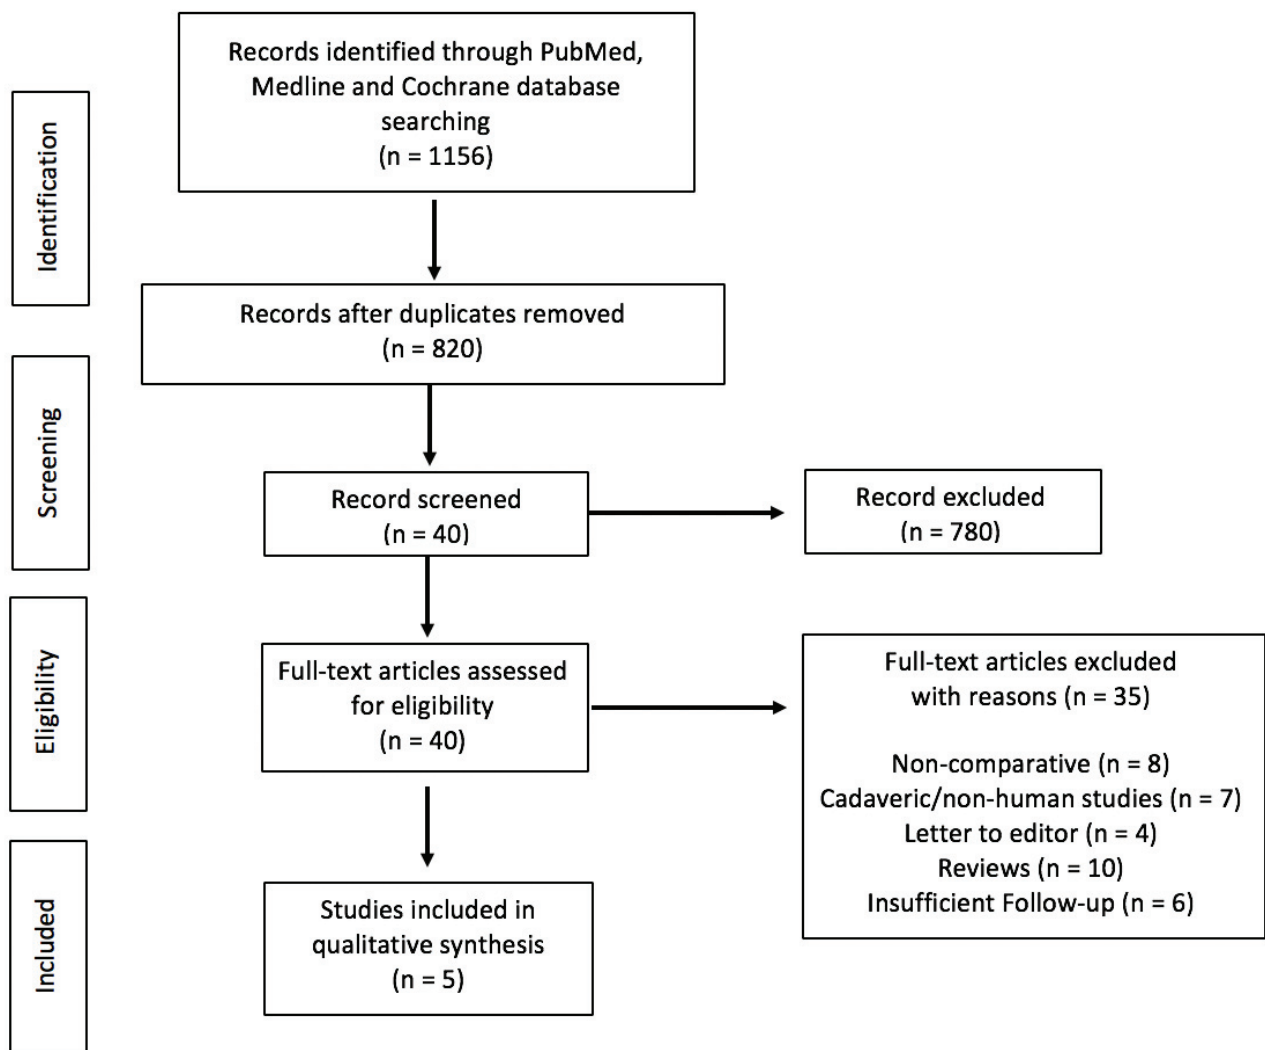 Identification
Records identified through PubMed,
Medline and Cochrane database
searching
(n = 1156)
Records after duplicates removed
(n = 820)
Screening
Record screened
(n = 40)
Record excluded
(n = 780)
Eligibility
Full-text articles assessed
for eligibility
(n = 40)
Full-text articles excluded
with reasons (n = 35)
Non-comparative (n = 8)
Cadaveric/non-human studies (n = 7)
Letter to editor (n = 4)
Reviews (n = 10)
Insufficient Follow-up (n = 6)
Included
Studies included in
qualitative synthesis
(n = 5)